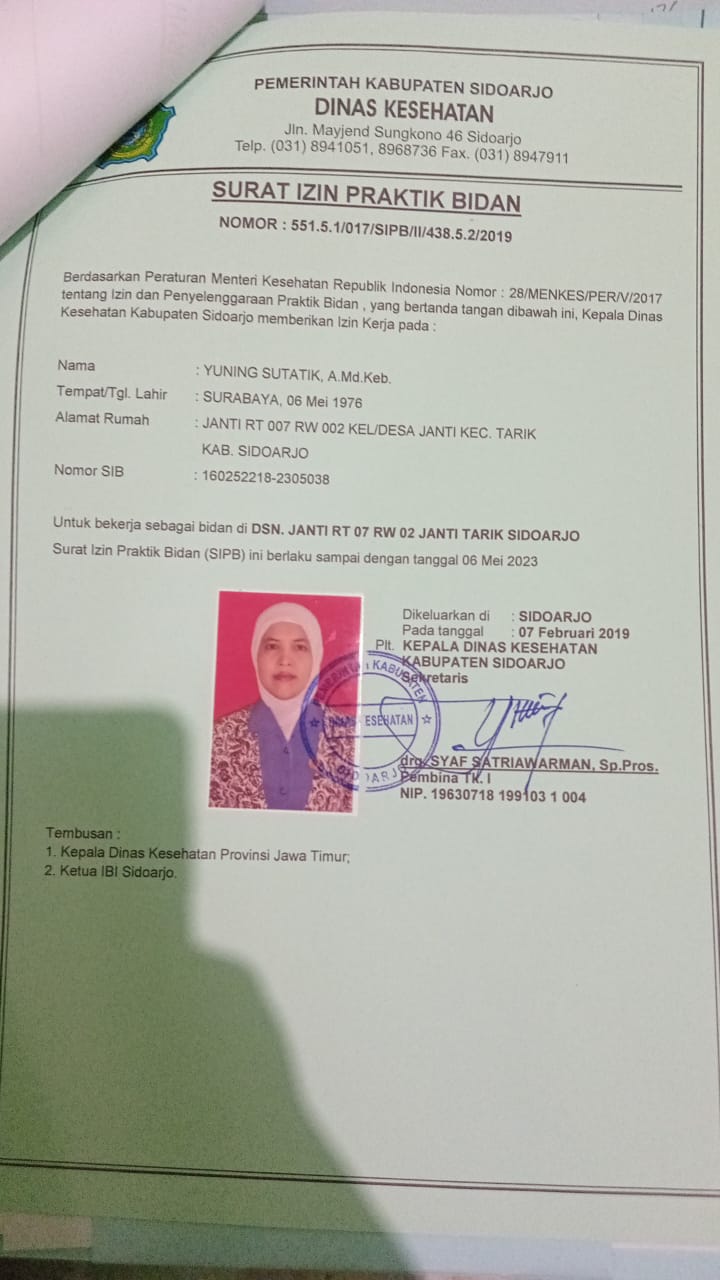 PEMERINTAH KABUPATEN SIDOARJO
DINAS KESEHATAN
Jln. Mayjend Sungkono 46 Sidoarjo
Telp. (031) 8941051, 8968736 Fax. (031) 8947911
SURAT IZIN PRAKTIK BIDAN
NOMOR : 551.5.1/017/SIPB/II/438.5.2/2019
Berdasarkan Peraturan Menteri Kesehatan Republik Indonesia Nomor : 28/MENKES/PER/V/2017
tentang Izin dan Penyelenggaraan Praktik Bidan , yang bertanda tangan dibawah ini, Kepala Dinas
Kesehatan Kabupaten Sidoarjo memberikan Izin Kerja pada :
Nama : YUNING SUTATIK, A.Md.Keb.
Tempat/Tgl. Lahir : SURABAYA, 06 Mei 1976
Alamat Rumah : JANTI RT 007 RW 002 KEL/DESA JANTI KEC. TARIK
KAB. SIDOARJO
Nomor SIB : 160252218-2305038
Untuk bekerja sebagai bidan di DSN. JANTI RT 07 RW 02 JANTI TARIK SIDOARJO
Surat Izin Praktik Bidan (SIPB) ini berlaku sampai dengan tanggal 06 Mei 2023
Dikeluarkan di : SIDOARJO
Pada tanggal : 07 Februari 2019
Plt. KEPALA DINAS KESEHATAN
KABUPATEN SIDOARJO
Sekretaris
drg. SYAF SATRIAWARMAN, Sp.Pros.
Pembina TK. I
NIP. 19630718 199103 1 004
Tembusan :
1. Kepala Dinas Kesehatan Provinsi Jawa Timur;
2. Ketua IBI Sidoarjo.